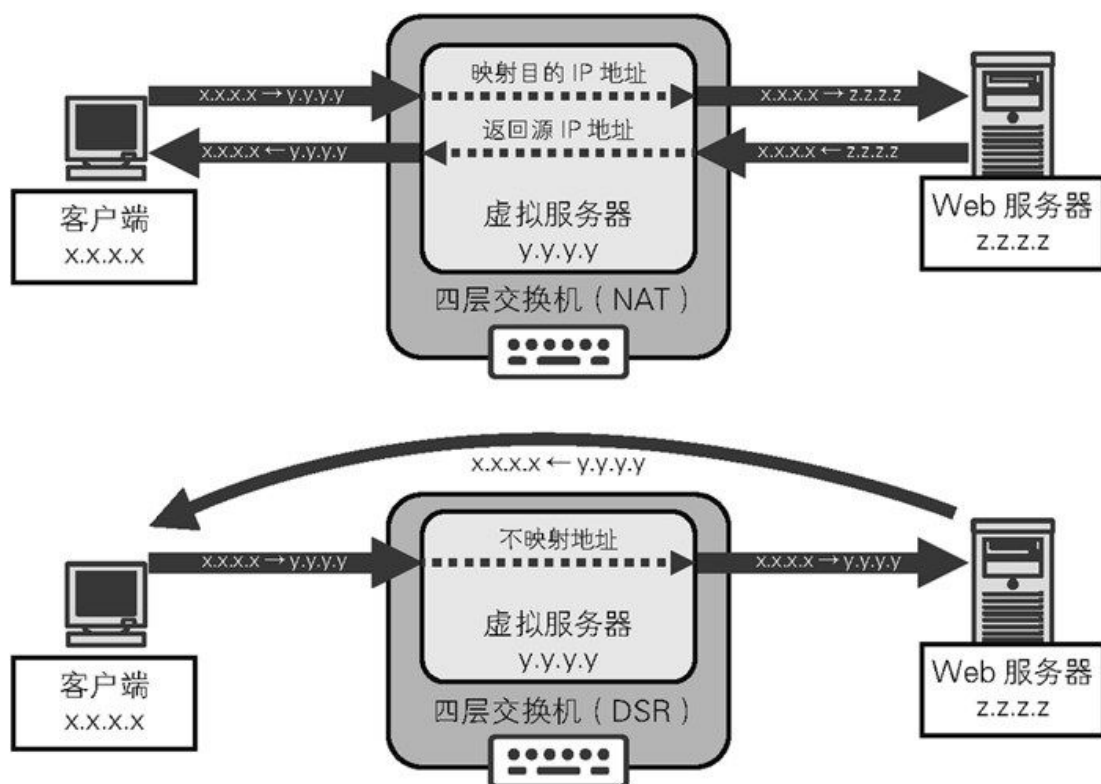 映射目的 IP 地址
x.x.x.x → y.y.y.y
x.x.x.x → z.z.z.z
返回源 IP 地址
x.x.x.x ← y.y.y.y
x.x.x.x ← z.z.z.z
客户端
x.x.x.x
虚拟服务器
y.y.y.y
Web 服务器
z.z.z.z
四层交换机（NAT）
x.x.x.x ← y.y.y.y
不映射地址
x.x.x.x → y.y.y.y
x.x.x.x → y.y.y.y
客户端
x.x.x.x
虚拟服务器
y.y.y.y
Web 服务器
z.z.z.z
四层交换机（DSR）